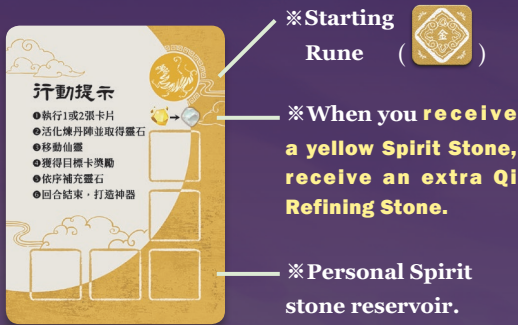 行動提示
❶執行1或2張卡片
❷活化煉丹陣並取得靈石
❸移動仙靈
❹獲得目標卡獎勵
❺依序補充靈石
❻回合結束，打造神器
※Starting
Rune (金)
※When you receive
a yellow Spirit Stone,
receive an extra Qi
Refining Stone.
※Personal Spirit
stone reservoir.